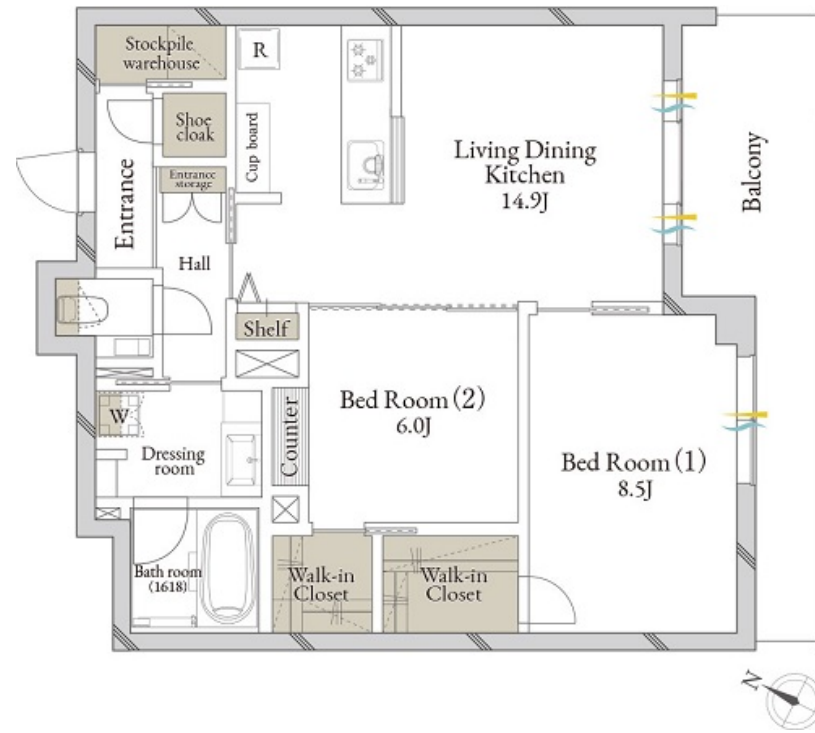 Stockpile
warehouse
R
Shoe
cloak
Cup board
Living Dining
Kitchen
14.9J
Balcony
Entrance
storage
Entrance
Hall
Shelf
Bed Room (2)
6.0J
W
Counter
Dressing
room
Bed Room (1)
8.5J
Bath room
(1618)
Walk-in
Closet
Walk-in
Closet
N